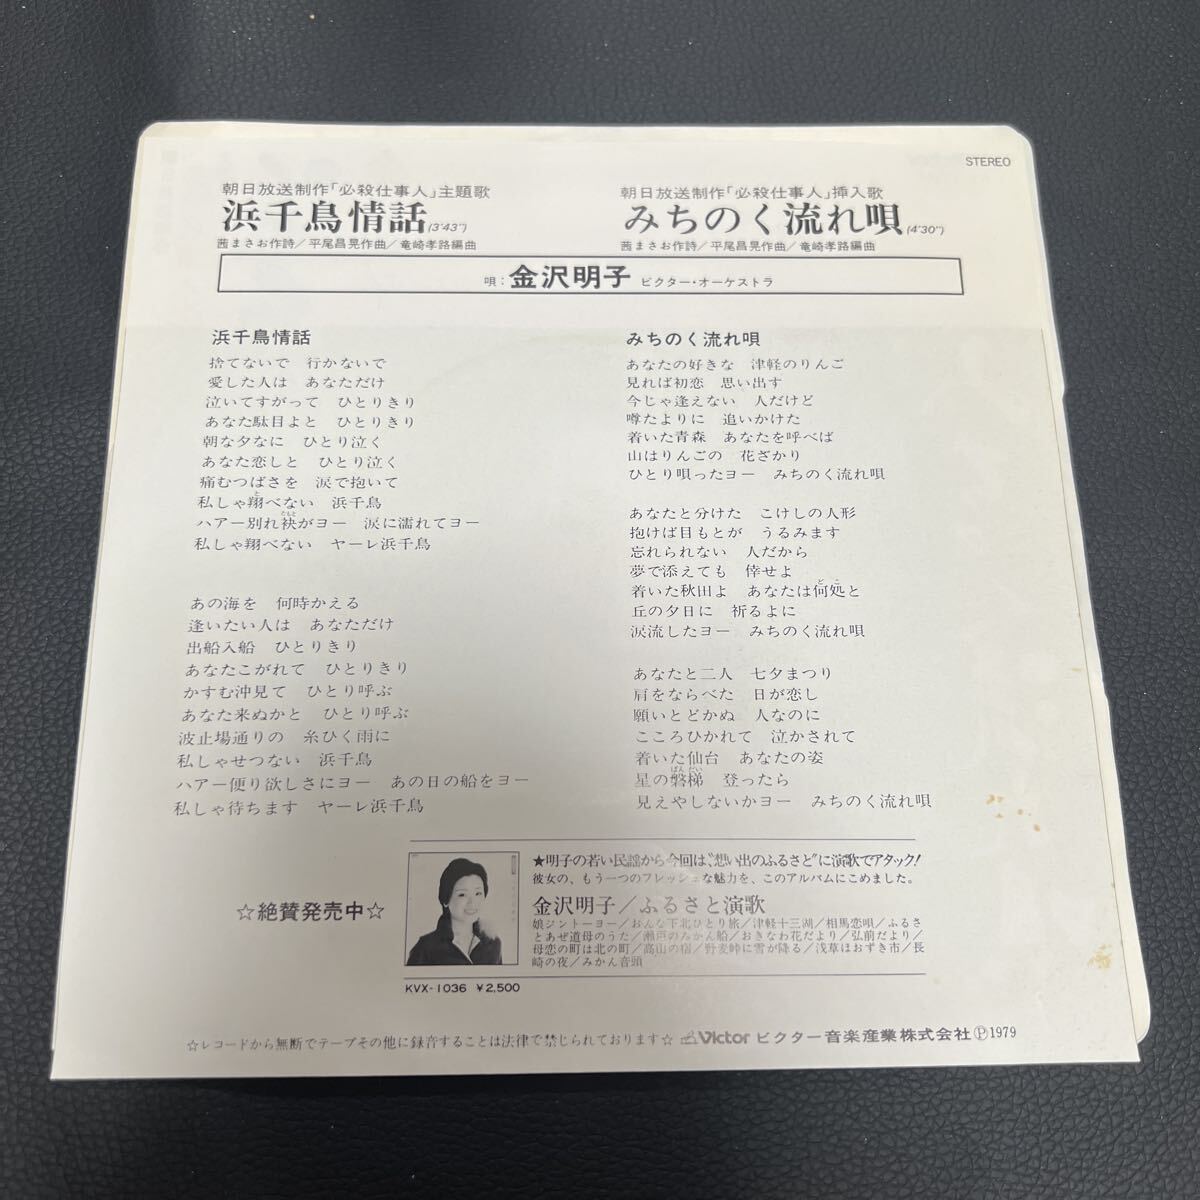 STEREO
朝日放送制作「必殺仕事人」主題歌
浜千鳥情話(3'43")
茜まさお作詩／平尾昌晃作曲／竜崎孝路編曲
朝日放送制作「必殺仕事人」挿入歌
みちのく流れ唄(4'30")
茜まさお作詩／平尾昌晃作曲／竜崎孝路編曲
唄：金沢明子 ビクター・オーケストラ
浜千鳥情話
捨てないで 行かないで
愛した人は あなただけ
泣いてすがって ひとりきり
あなた駄目よと ひとりきり
朝な夕なに ひとり泣く
あなた恋しと ひとり泣く
痛むつばさを 涙で抱いて
私しゃ翔べない 浜千鳥
ハアー別れ袂がヨー 涙に濡れてヨー
私しゃ翔べない ヤーレ浜千鳥
あの海を 何時かえる
逢いたい人は あなただけ
出船入船 ひとりきり
あなたこがれて ひとりきり
かすむ沖見て ひとり呼ぶ
あなた来ぬかと ひとり呼ぶ
波止場通りの 糸ひく雨に
私しゃせつない 浜千鳥
ハアー便り欲しさにヨー あの日の船をヨー
私しゃ待ちます ヤーレ浜千鳥
みちのく流れ唄
あなたの好きな 津軽のりんご
見れば初恋 思い出す
今じゃ逢えない 人だけど
噂たよりに 追いかけた
着いた青森 あなたを呼べば
山はりんごの 花ざかり
ひとり唄ったヨー みちのく流れ唄
あなたと分けた こけしの人形
抱けば目もとが うるみます
忘れられない 人だから
夢で添えても 倖せよ
着いた秋田よ あなたは何処と
丘の夕日に 祈るよに
涙流したヨー みちのく流れ唄
あなたと二人 七夕まつり
肩をならべた 日が恋し
願いとどかぬ 人なのに
こころひかれて 泣かされて
着いた仙台 あなたの姿
星の磐梯 登ったら
見えやしないかヨー みちのく流れ唄
☆絶賛発売中☆
★明子の若い民謡から今回は、"想い出のふるさと"に演歌でアタック！
彼女の、もう一つのフレッシュな魅力を、このアルバムにこめました。
金沢明子／ふるさと演歌
娘ジントーヨー／おんな下北ひとり旅／津軽十三湖／相馬恋唄／ふるさ
とあぜ道母のうた／瀬戸のみかん船／おきなわ花だより／弘前だより／
母恋の町は北の町／高山の宿／野麦峠に雪が降る／浅草ほおずき市／長
崎の夜／みかん音頭
KVX-1036 ¥2,500
☆レコードから無断でテープその他に録音することは法律で禁じられております☆ Victor ビクター音楽産業株式会社Ⓟ1979